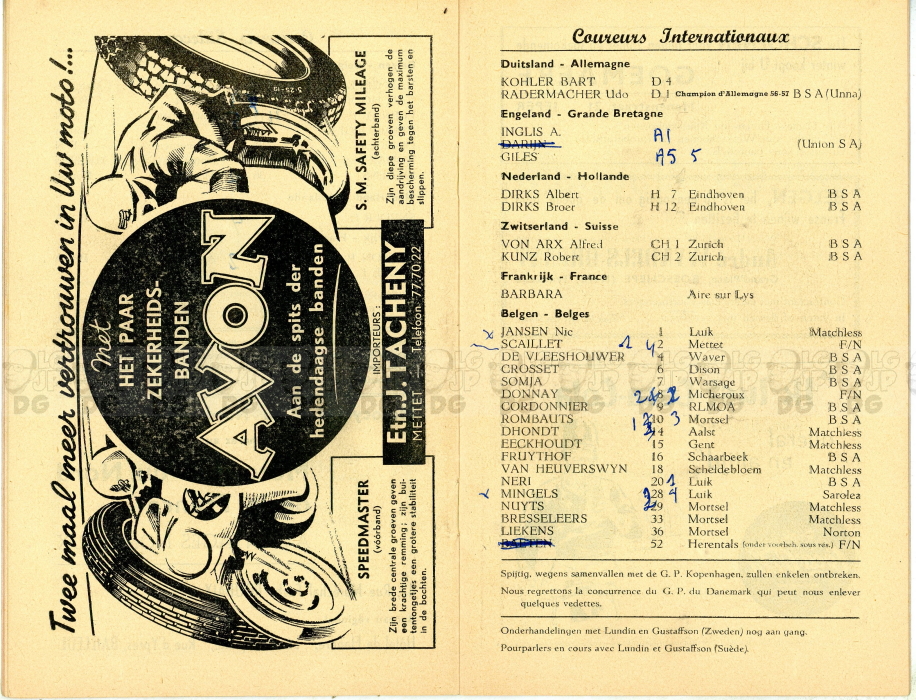 Twee maal meer vertrouwen in Uw moto!...
met
HET PAAR
ZEKERHEIDS-
BANDEN
AVON
Aan de spits der
hedendaagse banden
S. M. SAFETY MILEAGE
(achterband)
Zijn diepe groeven verhogen de
aandrijving en geven de maximum
bescherming tegen het barsten en
slippen.
IMPORTEURS :
Etn. J. TACHENY
METTET — Telefoon 77.70.22
SPEEDMASTER
(vóórband)
Zijn brede centrale groeven geven
een krachtige remming; zijn bui-
tentongetjes een grotere stabiliteit
in de bochten.
Coureurs Internationaux
Duitsland - Allemagne
KOHLER BART D 4
RADERMACHER Udo D 1 Champion d'Allemagne 56-57 B S A (Unna)
Engeland - Grande Bretagne
INGLIS A. A1
(Union S A)
GILES A5 5
Nederland - Hollande
DIRKS Albert H 7 Eindhoven B S A
DIRKS Broer H 12 Eindhoven B S A
Zwitserland - Suisse
VON ARX Alfred CH 1 Zurich B S A
KUNZ Robert CH 2 Zurich B S A
Frankrijk - France
BARBARA Aire sur Lys
Belgen - Belges
x JANSEN Nic 1 Luik Matchless
SCAILLET 2 Mettet F/N
DE VLEESHOUWER 4 Waver B S A
CROSSET 6 Dison B S A
SOMJA 7 Warsage B S A
DONNAY 8 Micheroux F/N
CORDONNIER 9 RLMOA B S A
ROMBAUTS 10 Mortsel B S A
DHONDT 14 Aalst Matchless
EECKHOUDT 15 Gent Matchless
FRUYTHOF 16 Schaarbeek B S A
VAN HEUVERSWYN 18 Scheldebloem Matchless
NERI 20 Luik B S A
x MINGELS 28 Luik Sarolea
NUYTS 29 Mortsel Matchless
BRESSELEERS 33 Mortsel Matchless
LIEKENS 36 Mortsel Norton
52 Herentals (onder voorbeh. sous rés.) F/N
Spijtig, wegens samenvallen met de G. P. Kopenhagen, zullen enkelen ontbreken.
Nous regrettons la concurrence du G. P. du Danemark qui peut nous enlever
quelques vedettes.
Onderhandelingen met Lundin en Gustaffson (Zweden) nog aan gang.
Pourparlers en cours avec Lundin et Gustaffson (Suède).